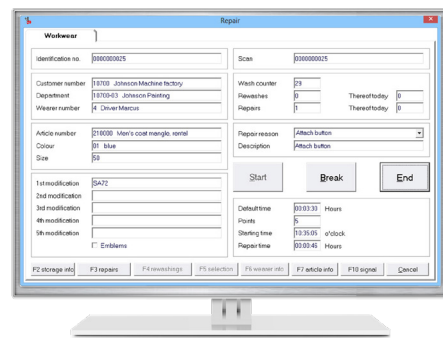 Repair
Workwear
Identification no. 0000000025
Scan 0000000025
Customer number 10700 Johnson Machine factory
Department 10700-03 Johnson Painting
Wearer number 4 Driver Marcus
Wash counter 29
Rewashes 0 Thereof today 0
Repairs 1 Thereof today 0
Article number 210000 Men's coat mangle, rental
Colour 01 blue
Size 50
Repair reason Attach button
Description Attach button
Start Break End
1st modification SA72
2nd modification
3rd modification
4th modification
5th modification
Emblems
Default time 00:03:30 Hours
Points 5
Starting time 10:35:05 o'clock
Repair time 00:00:45 Hours
F2 storage info F3 repairs F4 rewashings F5 selection F6 wearer info F7 article info F10 signal Cancel